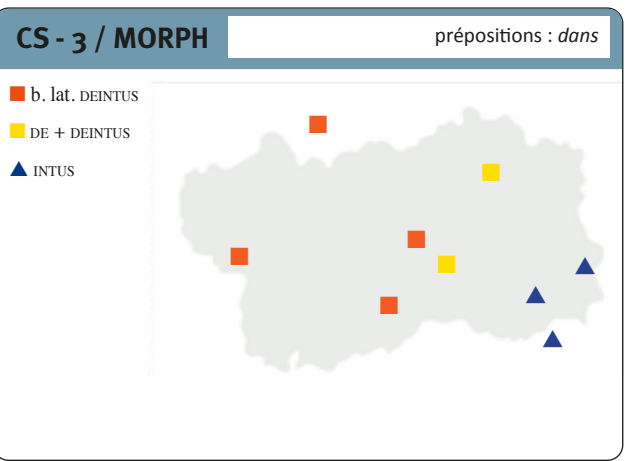 CS - 3 / MORPH
prépositions : dans
b. lat. DEINTUS
DE + DEINTUS
INTUS